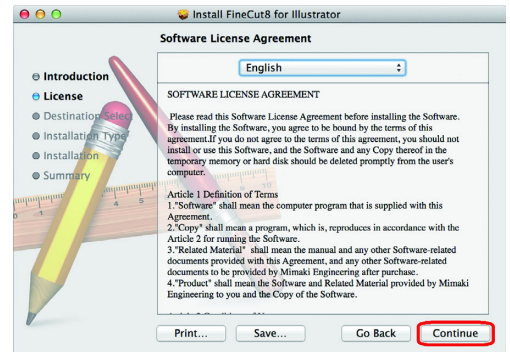 Install FineCut8 for Illustrator
Software License Agreement
Introduction
License
Destination Select
Installation Type
Installation
Summary
English
SOFTWARE LICENSE AGREEMENT
Please read this Software License Agreement before installing the Software.
By installing the Software, you agree to be bound by the terms of this
agreement.If you do not agree to the terms of this agreement, you should not
install or use this Software, and the Software and any Copy thereof in the
temporary memory or hard disk should be deleted promptly from the user's
computer.
Article 1 Definition of Terms
1."Software" shall mean the computer program that is supplied with this
Agreement.
2."Copy" shall mean a program, which is, reproduces in accordance with the
Article 2 for running the Software.
3."Related Material" shall mean the manual and any other Software-related
documents provided with this Agreement, and any other Software-related
documents to be provided by Mimaki Engineering after purchase.
4."Product" shall mean the Software and Related Material provided by Mimaki
Engineering to you and the Copy of the Software.
Print...
Save...
Go Back
Continue